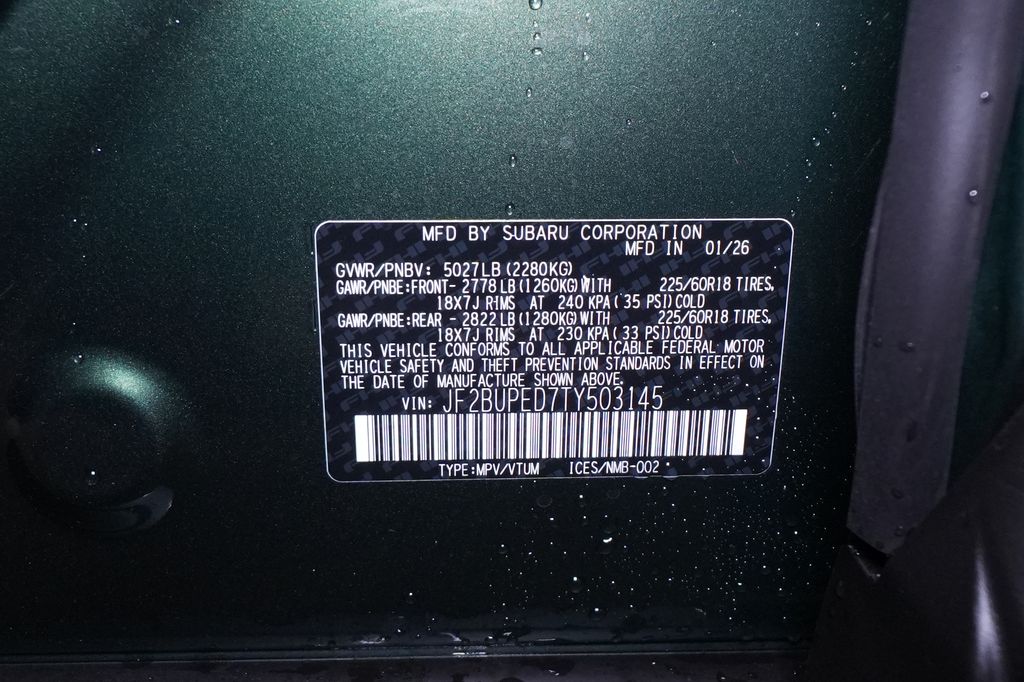 MFD BY SUBARU CORPORATION
MFD IN 01/26
GVWR/PNBV: 5027LB (2280KG)
GAWR/PNBE:FRONT- 2778 LB(1260KG)WITH 225/60R18 TIRES,
18X7J RIMS AT 240 KPA( 35 PSI)COLD
GAWR/PNBE:REAR - 2822 LB(1280KG)WITH 225/60R18 TIRES,
18X7J RIMS AT 230 KPA( 33 PSI)COLD
THIS VEHICLE CONFORMS TO ALL APPLICABLE FEDERAL MOTOR
VEHICLE SAFETY AND THEFT PREVENTION STANDARDS IN EFFECT ON
THE DATE OF MANUFACTURE SHOWN ABOVE.
VIN: JF2BUPED7TY503145
TYPE:MPV/VTUM ICES/NMB-002